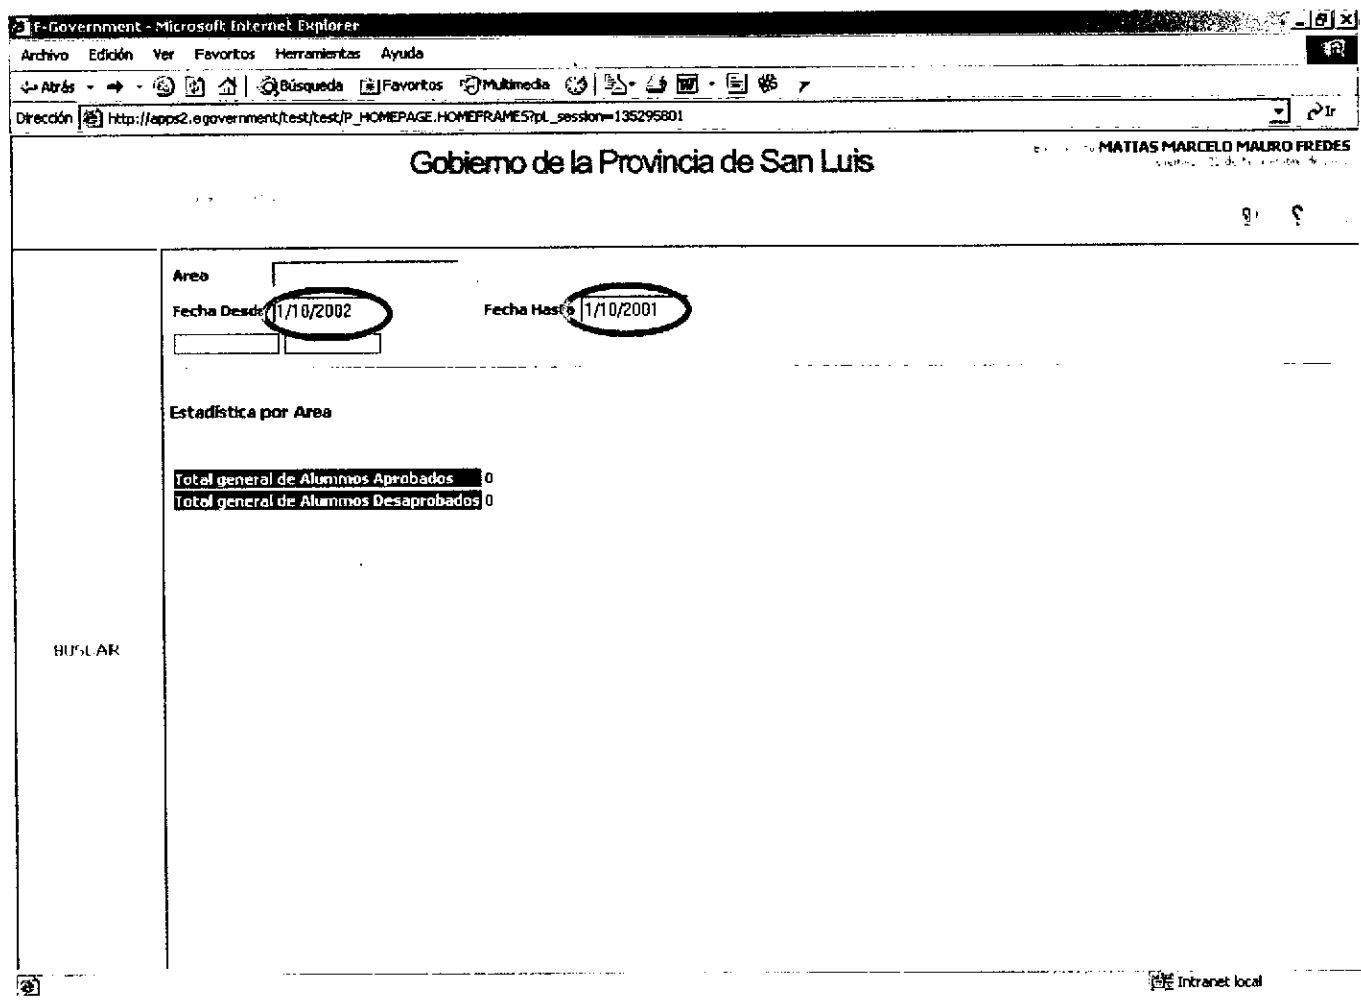 E-Government - Microsoft Internet Explorer
Archivo Edición Ver Favoritos Herramientas Ayuda
Atrás Búsqueda Favoritos Multimedia
Dirección http://apps2.egovernment/test/test/P_HOMEPAGE.HOMEFRAMES?pL_session=135295801 Ir
Gobierno de la Provincia de San Luis
MATIAS MARCELO MAURO FREDES
Area
Fecha Desde 1/10/2002 Fecha Hasta 1/10/2001
Estadística por Area
Total general de Alummos Aprobados 0
Total general de Alummos Desaprobados 0
BUSCAR
Intranet local